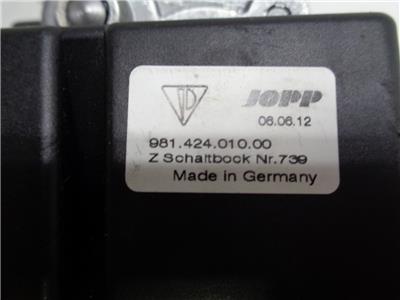 JOPP
06.06.12
981.424.010.00
Z Schaltbock Nr.739
Made in Germany